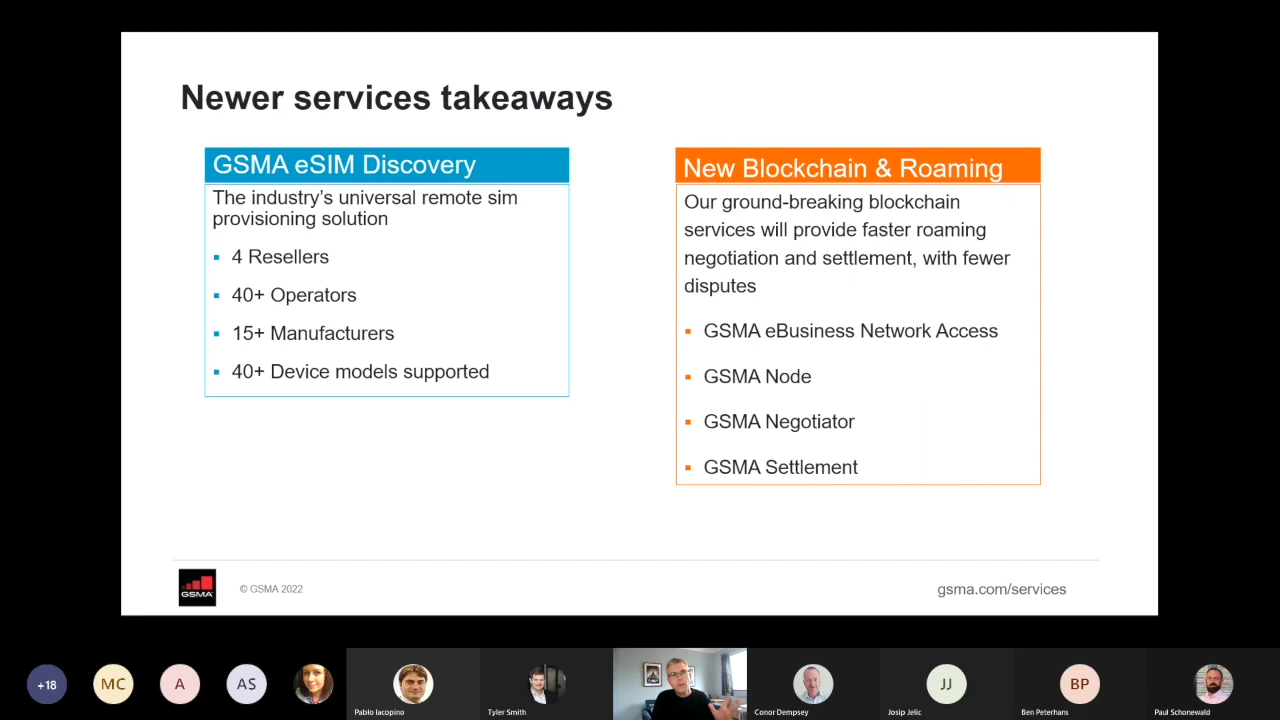 Newer services takeaways
GSMA eSIM Discovery
The industry's universal remote sim
provisioning solution
4 Resellers
40+ Operators
15+ Manufacturers
40+ Device models supported
New Blockchain & Roaming
Our ground-breaking blockchain
services will provide faster roaming
negotiation and settlement, with fewer
disputes
GSMA eBusiness Network Access
GSMA Node
GSMA Negotiator
GSMA Settlement
GSMA
© GSMA 2022
gsma.com/services
+18
MC
A
AS
Pablo Iacopino
Tyler Smith
Conor Dempsey
JJ
Josip Jelic
BP
Ben Peterhans
Paul Schonewald